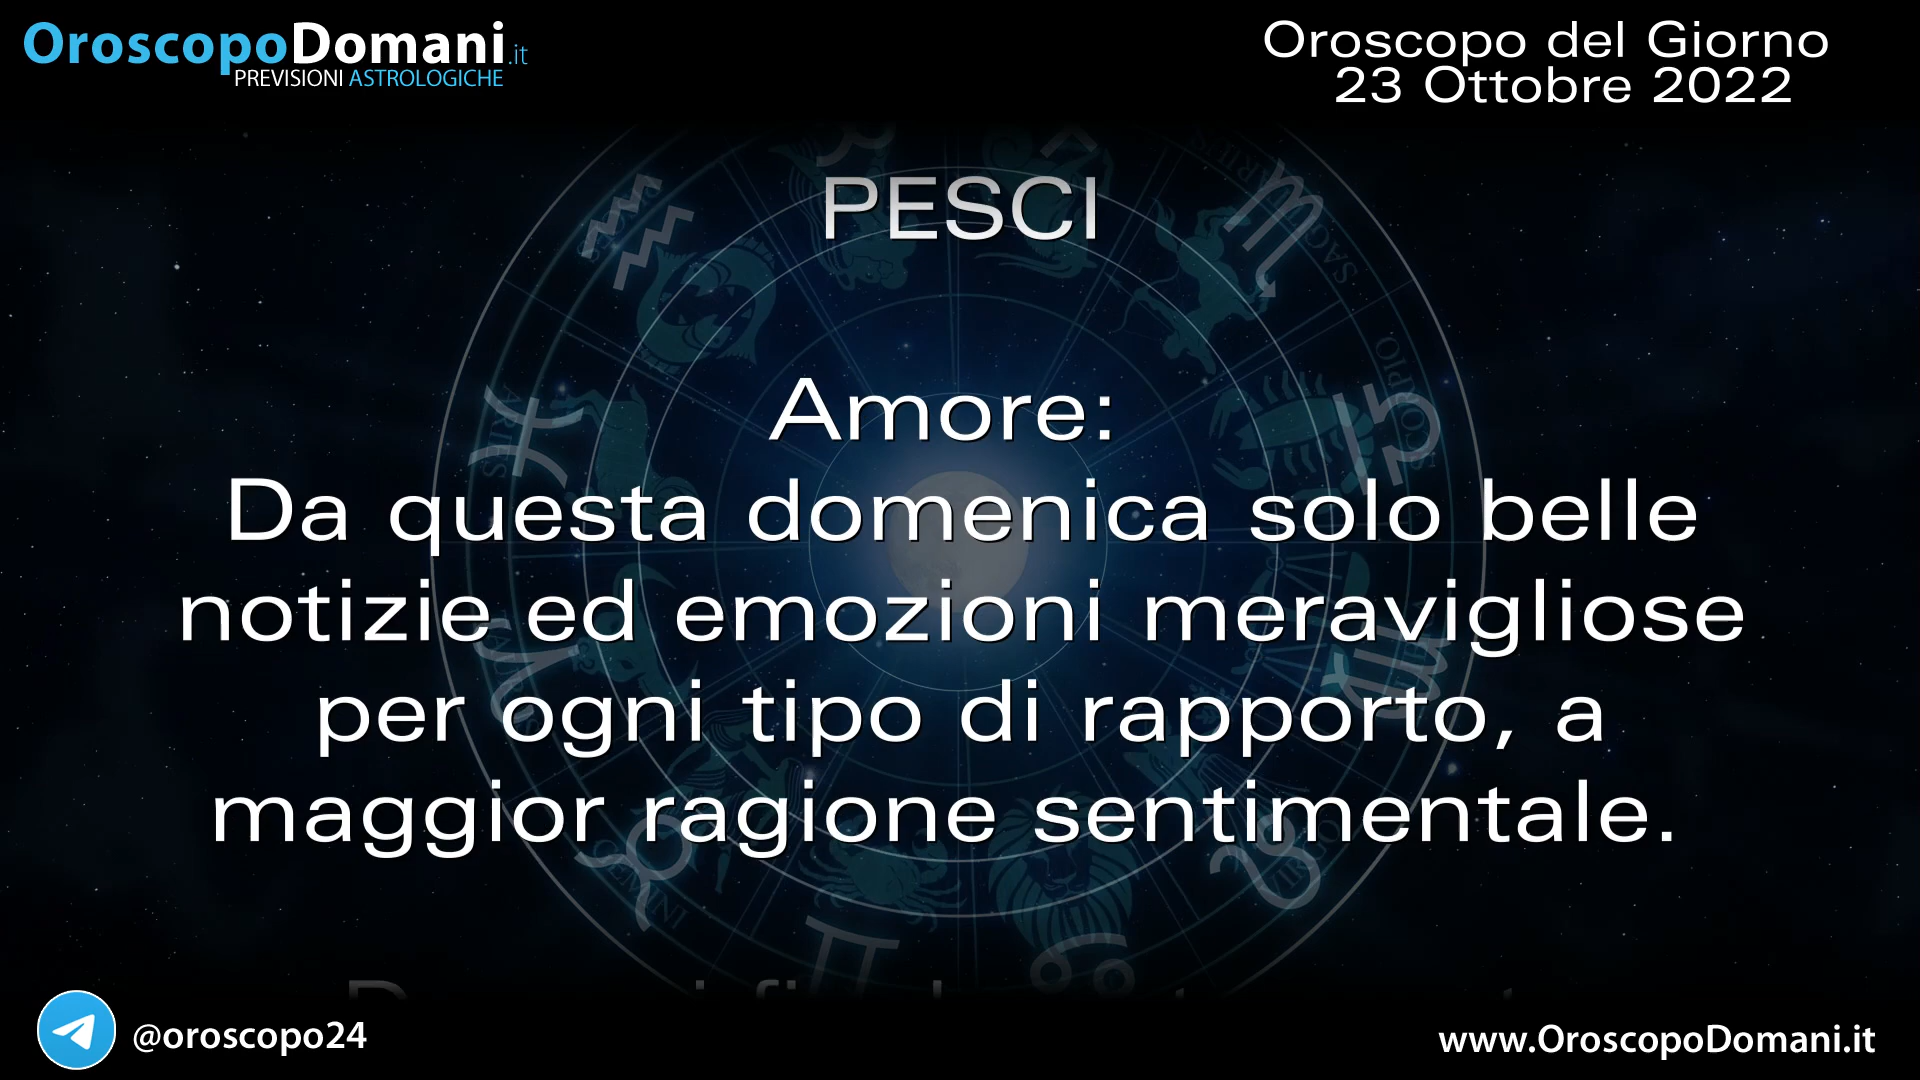 OroscopoDomani.it
PREVISIONI ASTROLOGICHE
Oroscopo del Giorno
23 Ottobre 2022
PESCI
Amore:
Da questa domenica solo belle
notizie ed emozioni meravigliose
per ogni tipo di rapporto, a
maggior ragione sentimentale.
@oroscopo24
www.OroscopoDomani.it